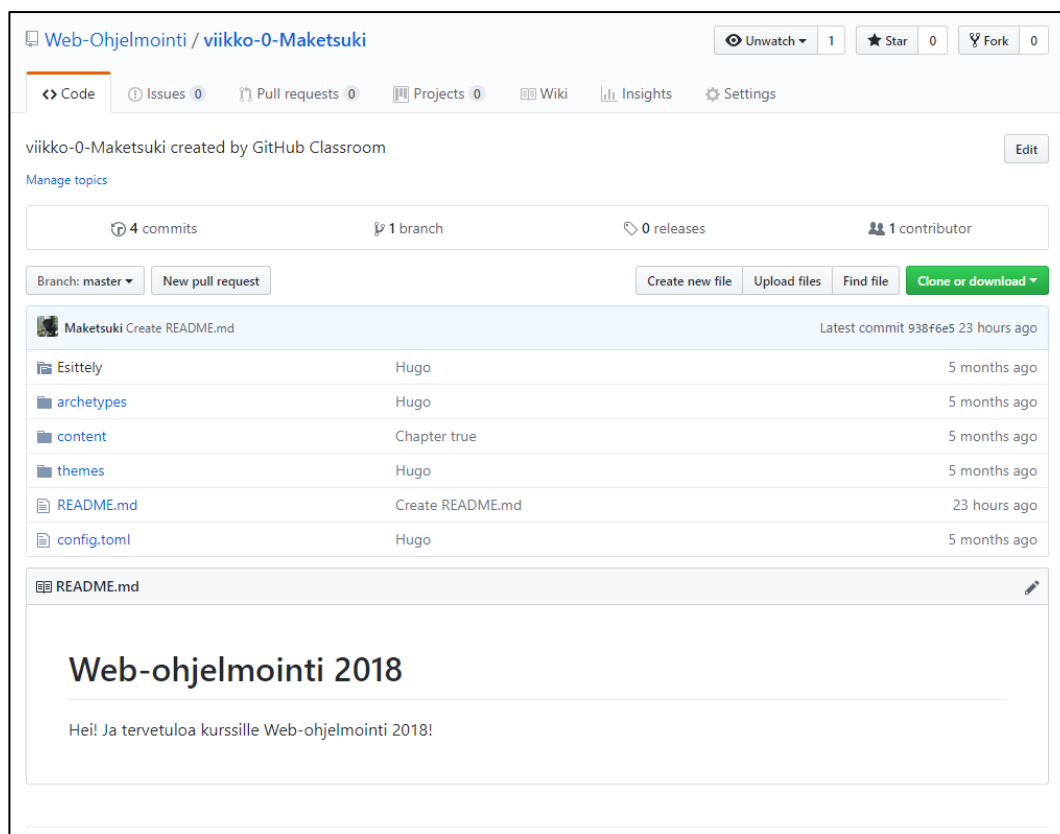 Web-Ohjelmointi / viikko-0-Maketsuki Unwatch 1 Star 0 Fork 0
Code Issues 0 Pull requests 0 Projects 0 Wiki Insights Settings
viikko-0-Maketsuki created by GitHub Classroom Edit
Manage topics
4 commits 1 branch 0 releases 1 contributor
Branch: master New pull request Create new file Upload files Find file Clone or download
Maketsuki Create README.md Latest commit 938f6e5 23 hours ago
Esittely Hugo 5 months ago
archetypes Hugo 5 months ago
content Chapter true 5 months ago
themes Hugo 5 months ago
README.md Create README.md 23 hours ago
config.toml Hugo 5 months ago
README.md
Web-ohjelmointi 2018
Hei! Ja tervetuloa kurssille Web-ohjelmointi 2018!